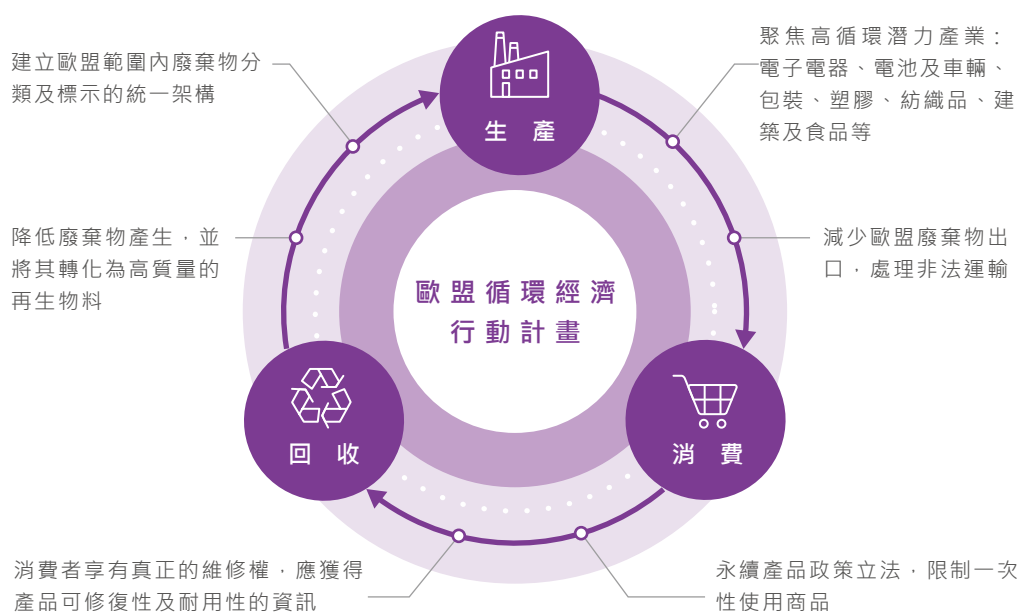 聚焦高循環潛力產業：
電子電器、電池及車輛、
包裝、塑膠、紡織品、建
築及食品等
建立歐盟範圍內廢棄物分
類及標示的統一架構
生產
降低廢棄物產生，並
將其轉化為高質量的
再生物料
減少歐盟廢棄物出
口，處理非法運輸
歐盟循環經濟
行動計畫
回收
消費
消費者享有真正的維修權，應獲得
產品可修復性及耐用性的資訊
永續產品政策立法，限制一次
性使用商品